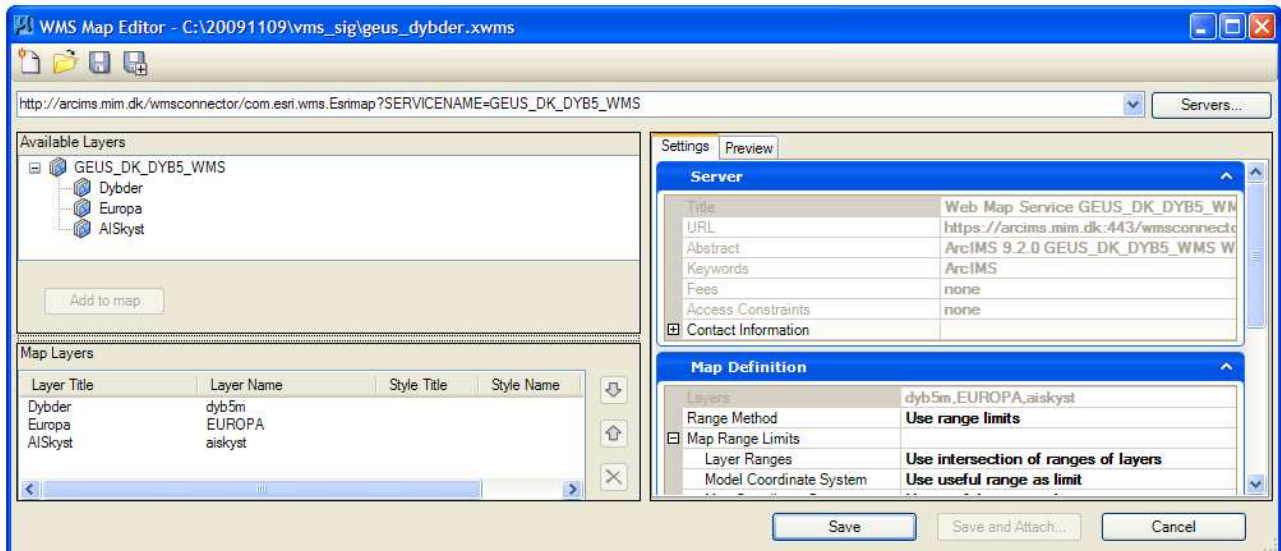 WMS Map Editor - C:\20091109\vms_sig\geus_dybder.xwms
http://arcims.mim.dk/wmsconnector/com.esri.wms.Esrimap?SERVICENAME=GEUS_DK_DYB5_WMS
Servers...
Available Layers
GEUS_DK_DYB5_WMS
Dybder
Europa
AISkyst
Add to map
Map Layers
Layer Title Layer Name Style Title Style Name
Dybder dyb5m
Europa EUROPA
AISkyst aiskyst
Settings Preview
Server
Title Web Map Service GEUS_DK_DYB5_WM
URL https://arcims.mim.dk:443/wmsconnecto
Abstract ArcIMS 9.2.0 GEUS_DK_DYB5_WMS W
Keywords ArcIMS
Fees none
Access Constraints none
Contact Information
Map Definition
Layers dyb5m,EUROPA,aiskyst
Range Method Use range limits
Map Range Limits
Layer Ranges Use intersection of ranges of layers
Model Coordinate System Use useful range as limit
Save Save and Attach... Cancel